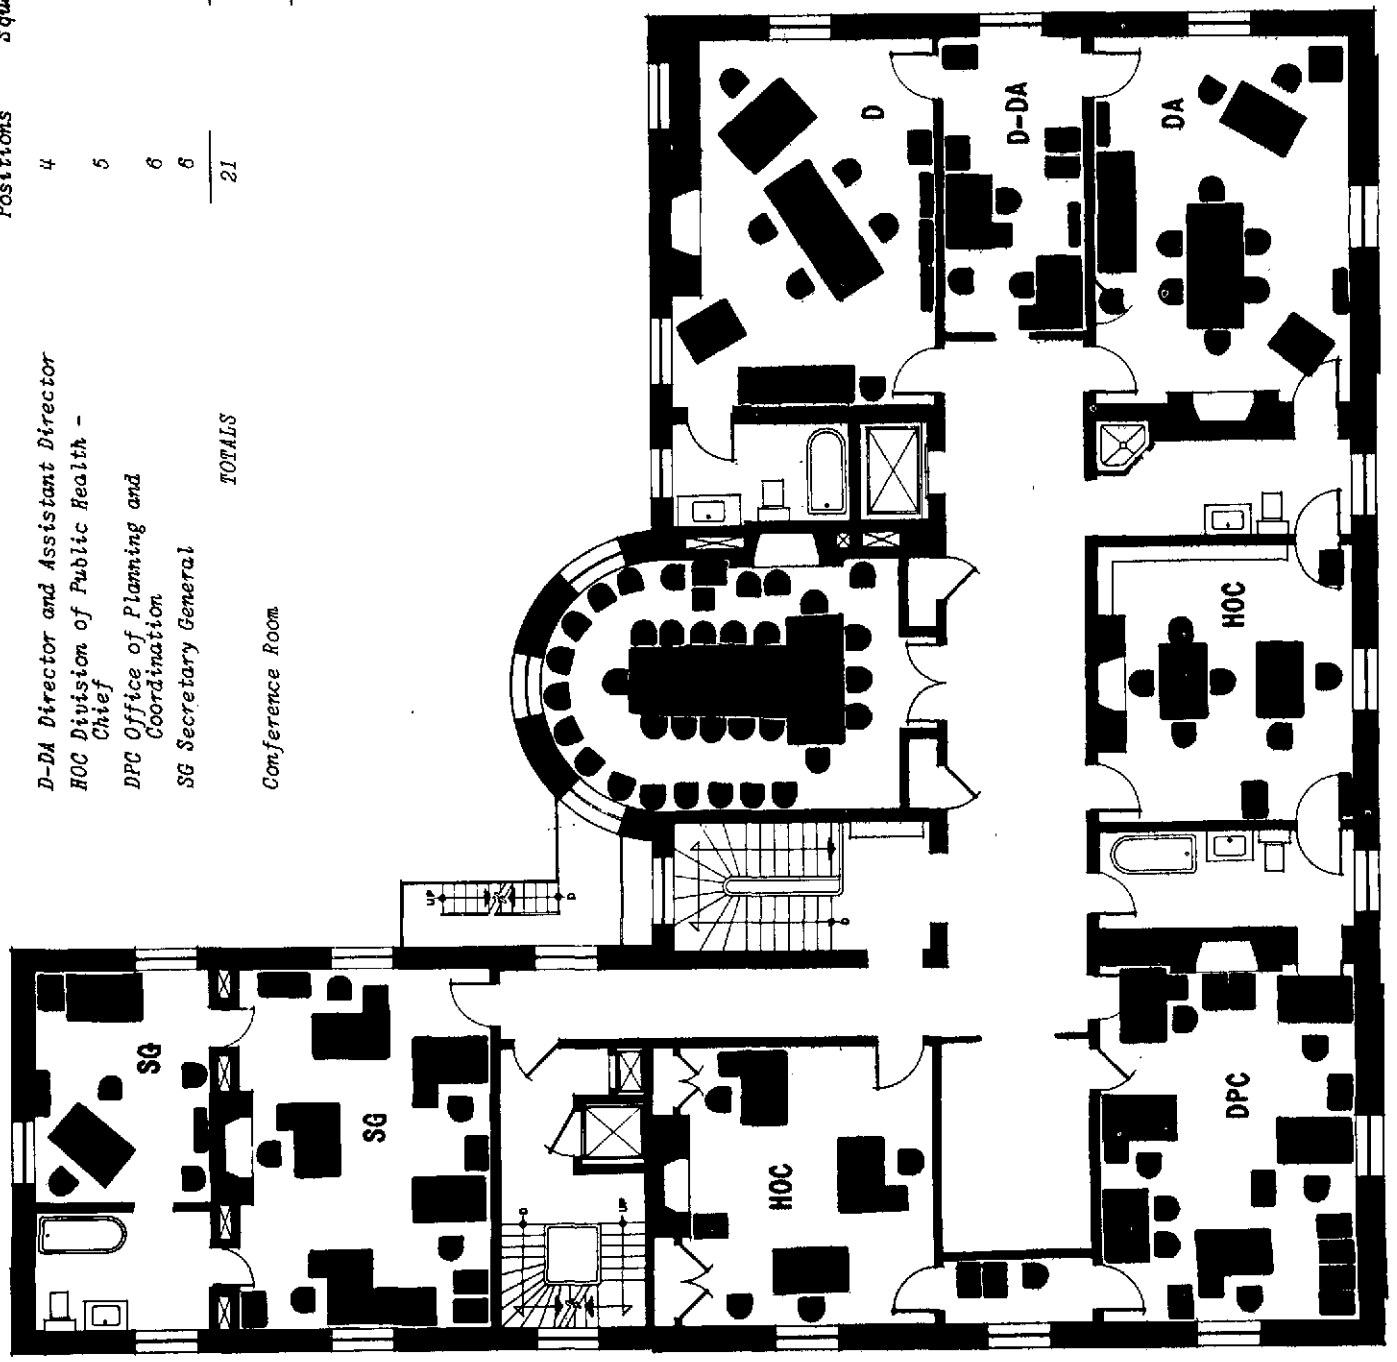 Positions
D-DA Director and Assistant Director 4
HOC Division of Public Health -
Chief 5
DPC Office of Planning and
Coordination 6
SG Secretary General 6
TOTALS 21
Conference Room
D
D-DA
DA
HOC
DPC
HOC
SG
SG
UP
D
D
D
D
UP